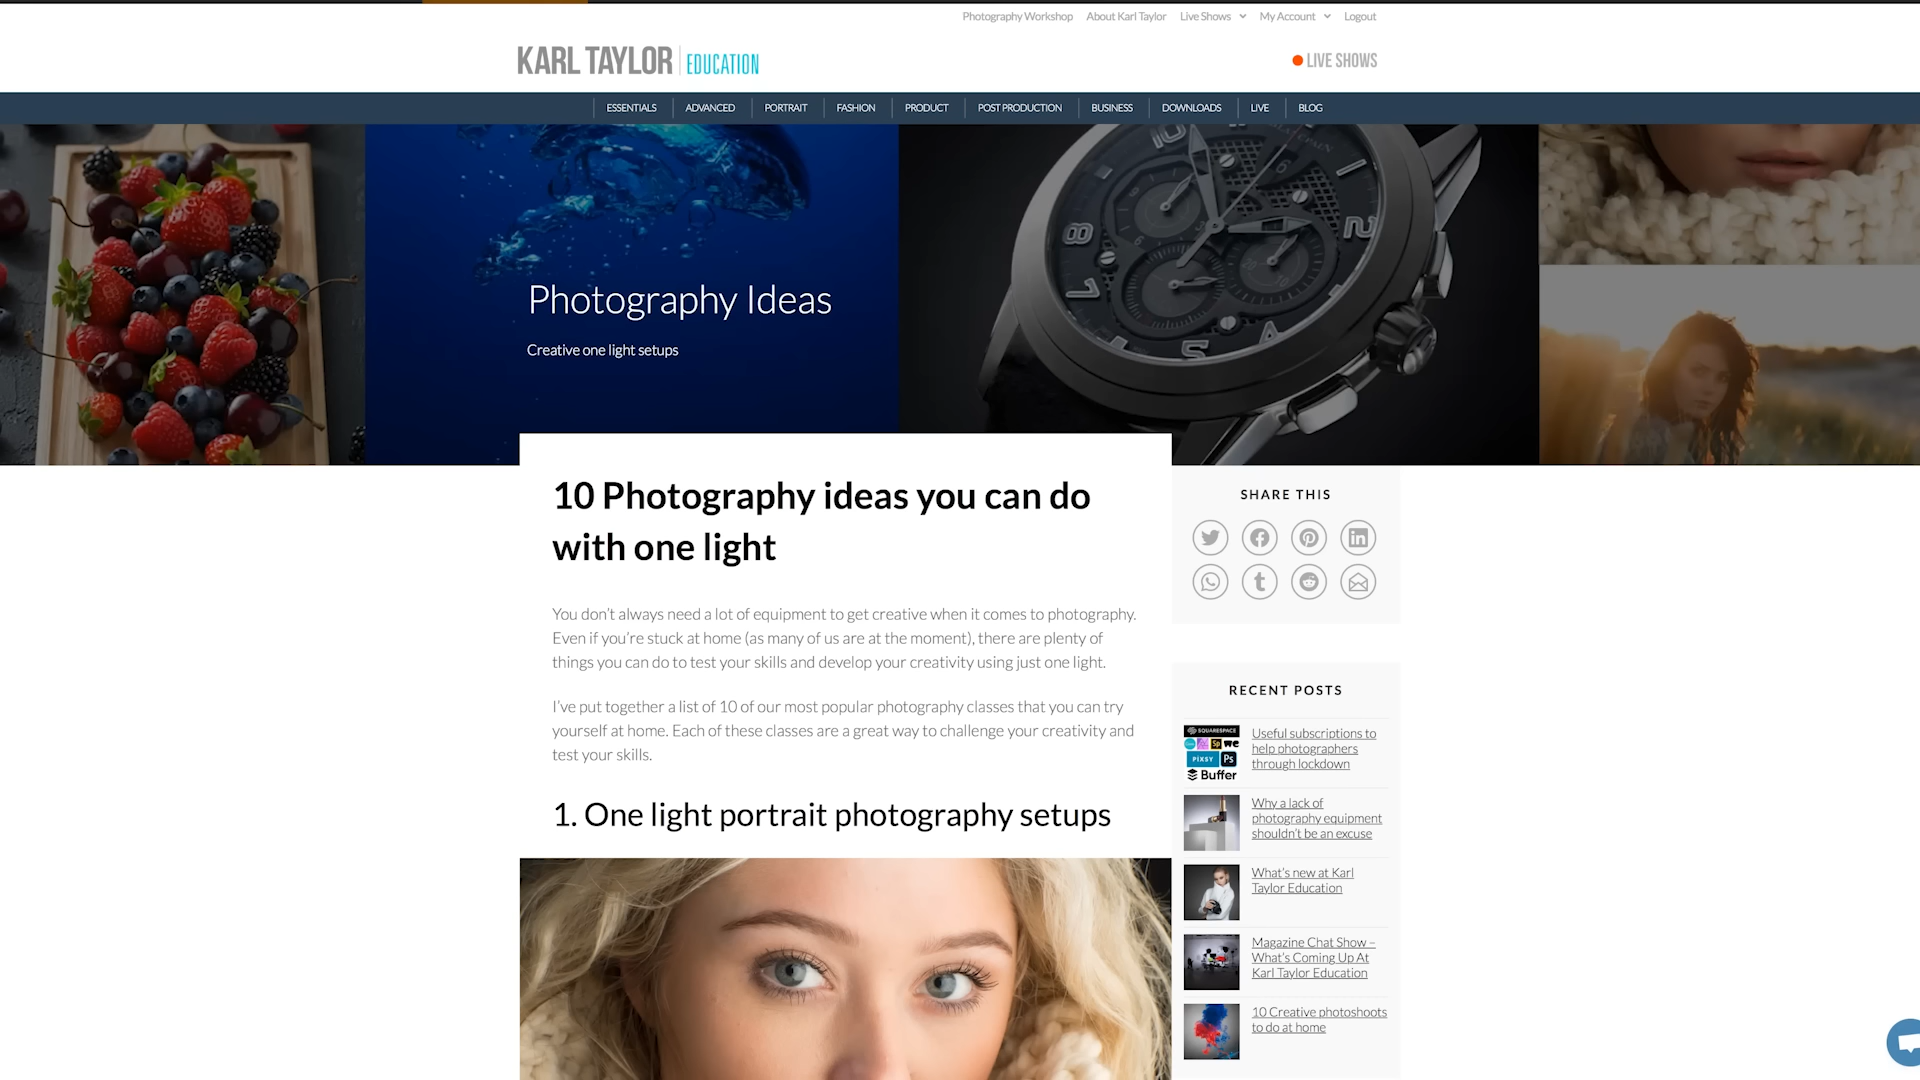 Photography Workshop About Karl Taylor Live Shows My Account Logout
KARL TAYLOR EDUCATION
LIVE SHOWS
ESSENTIALS ADVANCED PORTRAIT FASHION PRODUCT POST PRODUCTION BUSINESS DOWNLOADS LIVE BLOG
Photography Ideas
Creative one light setups
10 Photography ideas you can do
with one light
You don't always need a lot of equipment to get creative when it comes to photography.
Even if you're stuck at home (as many of us are at the moment), there are plenty of
things you can do to test your skills and develop your creativity using just one light.
I've put together a list of 10 of our most popular photography classes that you can try
yourself at home. Each of these classes are a great way to challenge your creativity and
test your skills.
1. One light portrait photography setups
SHARE THIS
RECENT POSTS
SQUARESPACE
Sp we
PIXSY Ps
Buffer
Useful subscriptions to
help photographers
through lockdown
Why a lack of
photography equipment
shouldn't be an excuse
What's new at Karl
Taylor Education
Magazine Chat Show –
What's Coming Up At
Karl Taylor Education
10 Creative photoshoots
to do at home